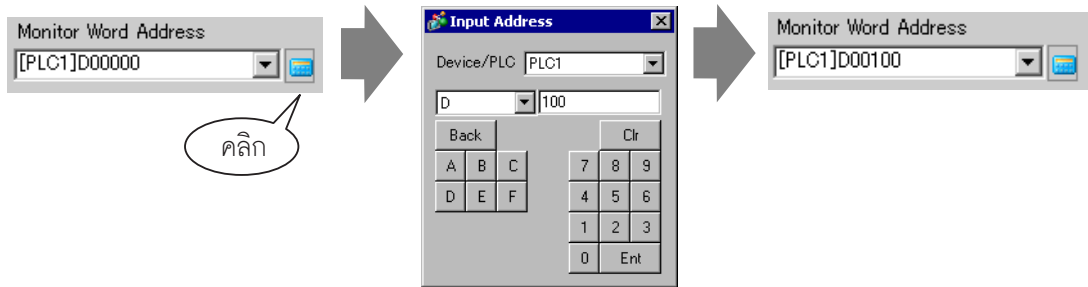 Monitor Word Address
[PLC1]D00000
คลิก
Input Address
Device/PLC PLC1
D 100
Back Clr
A B C 7 8 9
D E F 4 5 6
1 2 3
0 Ent
Monitor Word Address
[PLC1]D00100